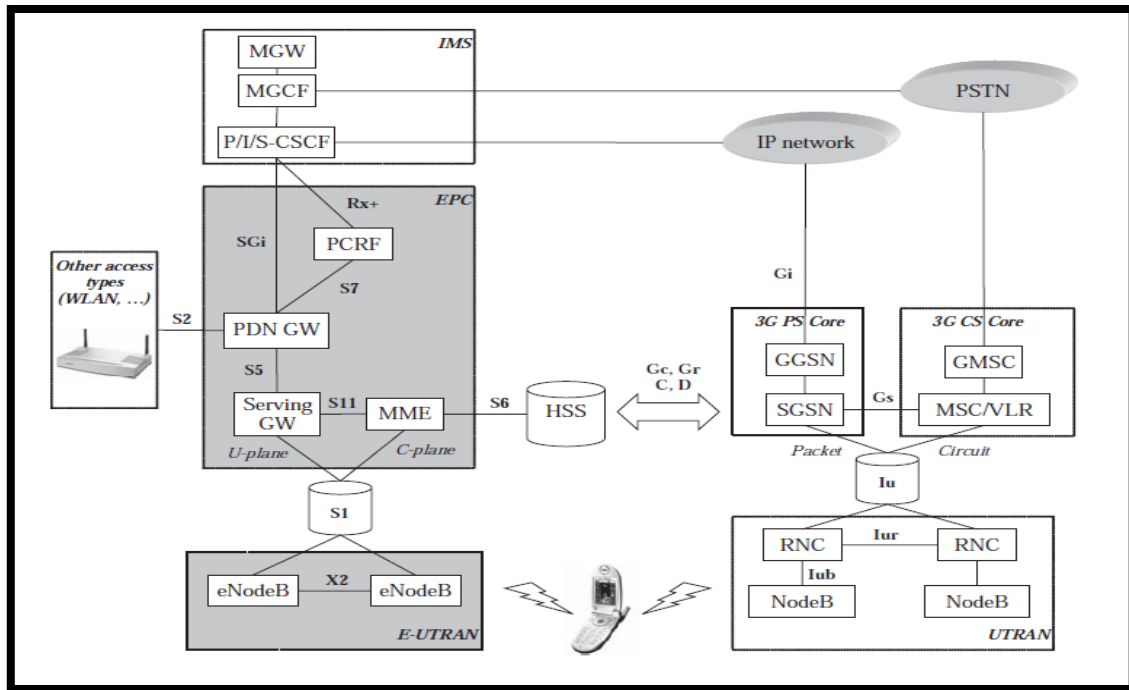 IMS
MGW
MGCF
PSTN
P/I/S-CSCF
IP network
EPC
Rx+
SGi
PCRF
Gi
Other access
types
(WLAN, ...)
S7
S2
PDN GW
3G PS Core
3G CS Core
GGSN
GMSC
S5
Gc, Gr
C, D
Serving
GW
S11
MME
S6
HSS
SGSN
Gs
MSC/VLR
U-plane
C-plane
Packet
Circuit
Iu
S1
RNC
Iur
RNC
Iub
eNodeB
X2
eNodeB
NodeB
NodeB
E-UTRAN
UTRAN